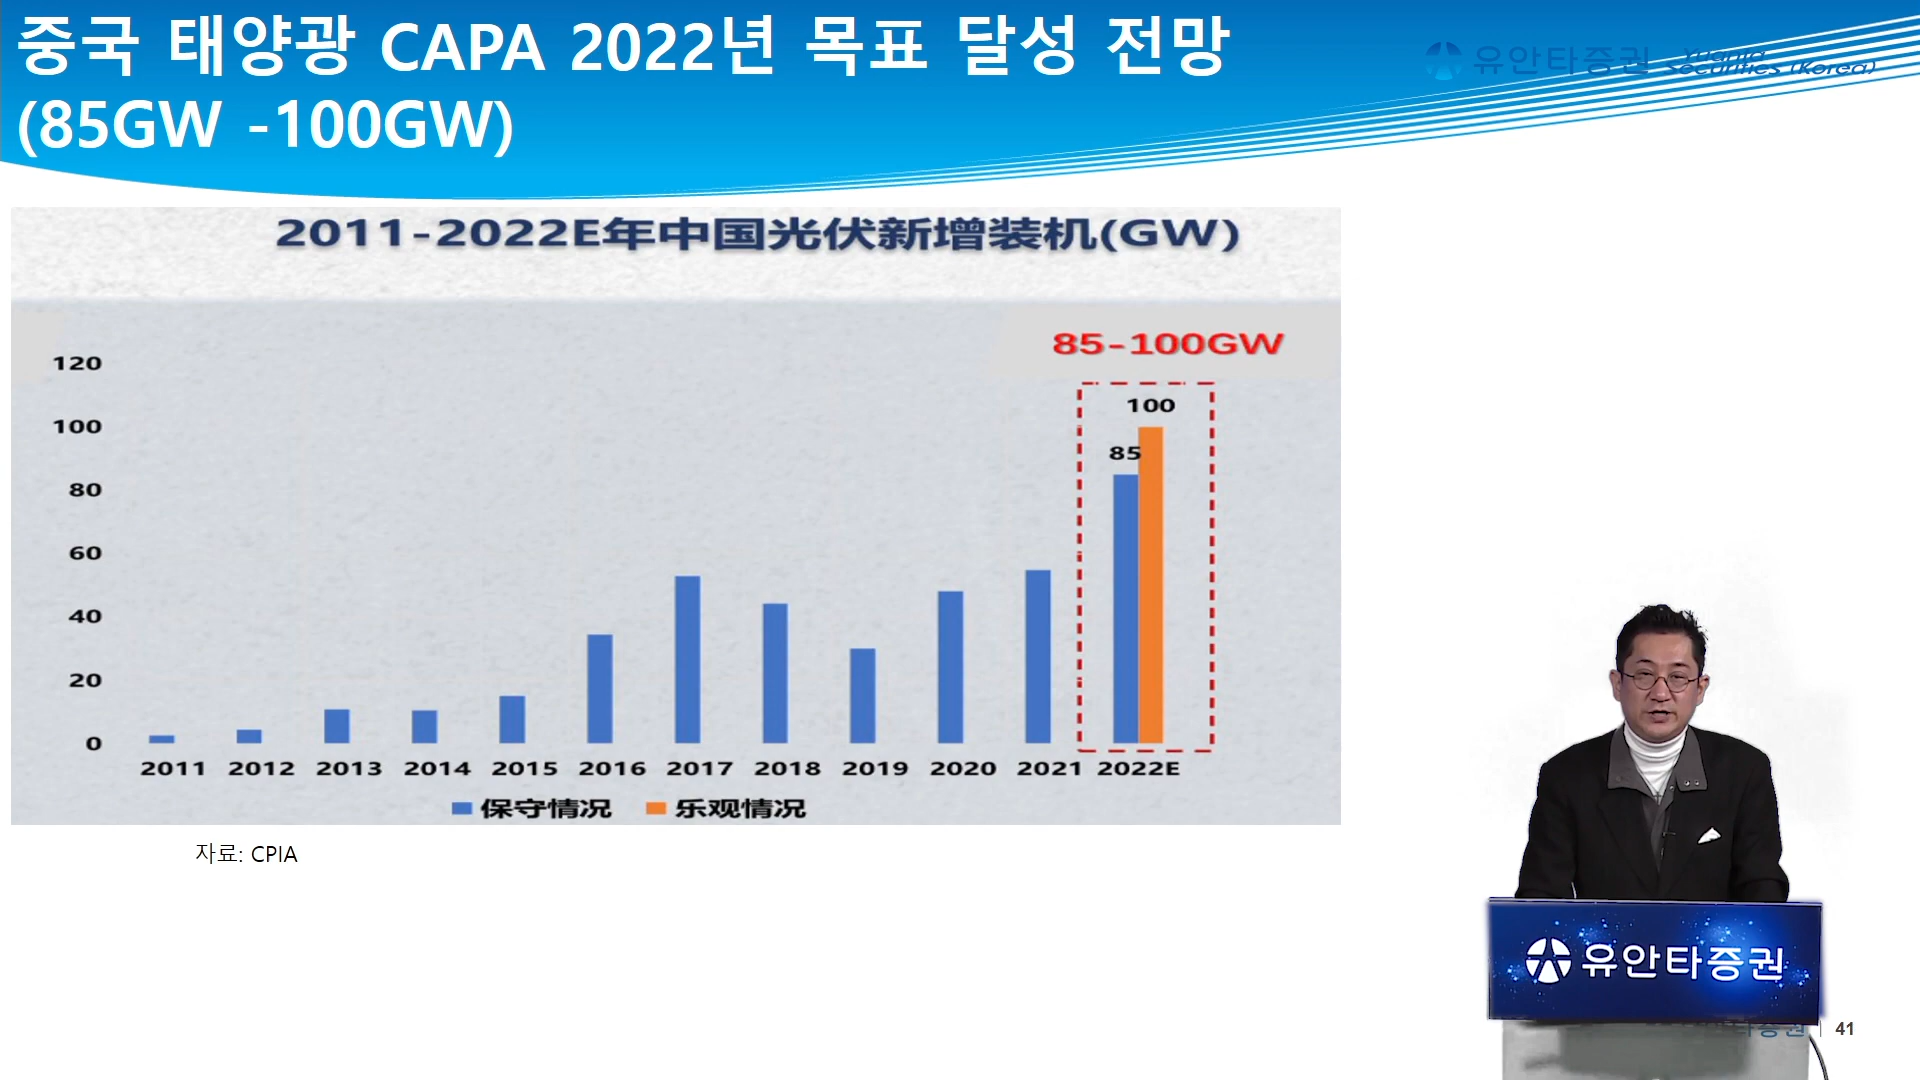 중국 태양광 CAPA 2022년 목표 달성 전망
(85GW -100GW)
유안타증권 Yuanta Securities (Korea)
2011-2022E年中国光伏新增装机(GW)
85-100GW
120
100
80
60
40
20
0
100
85
2011 2012 2013 2014 2015 2016 2017 2018 2019 2020 2021 2022E
保守情况 乐观情况
자료: CPIA
유안타증권
41